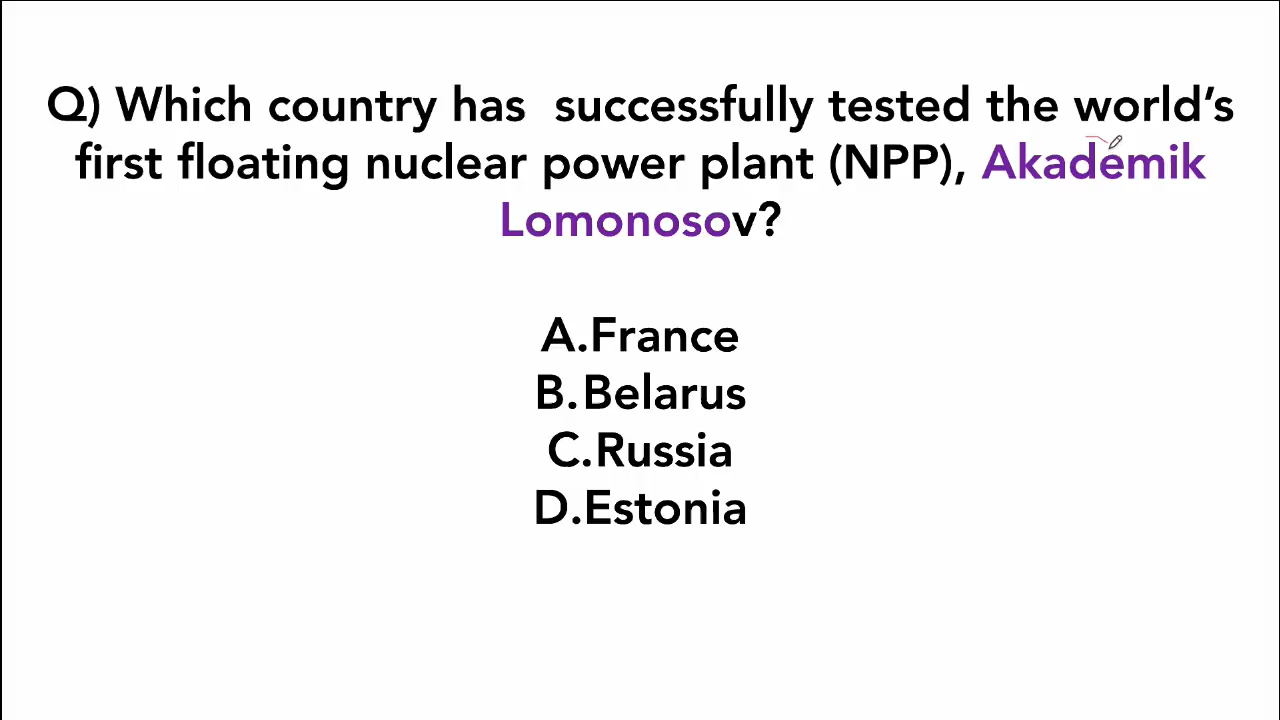 Q) Which country has  successfully tested the world’s
first floating nuclear power plant (NPP), Akademik
Lomonosov?
A.France
B.Belarus
C.Russia
D.Estonia